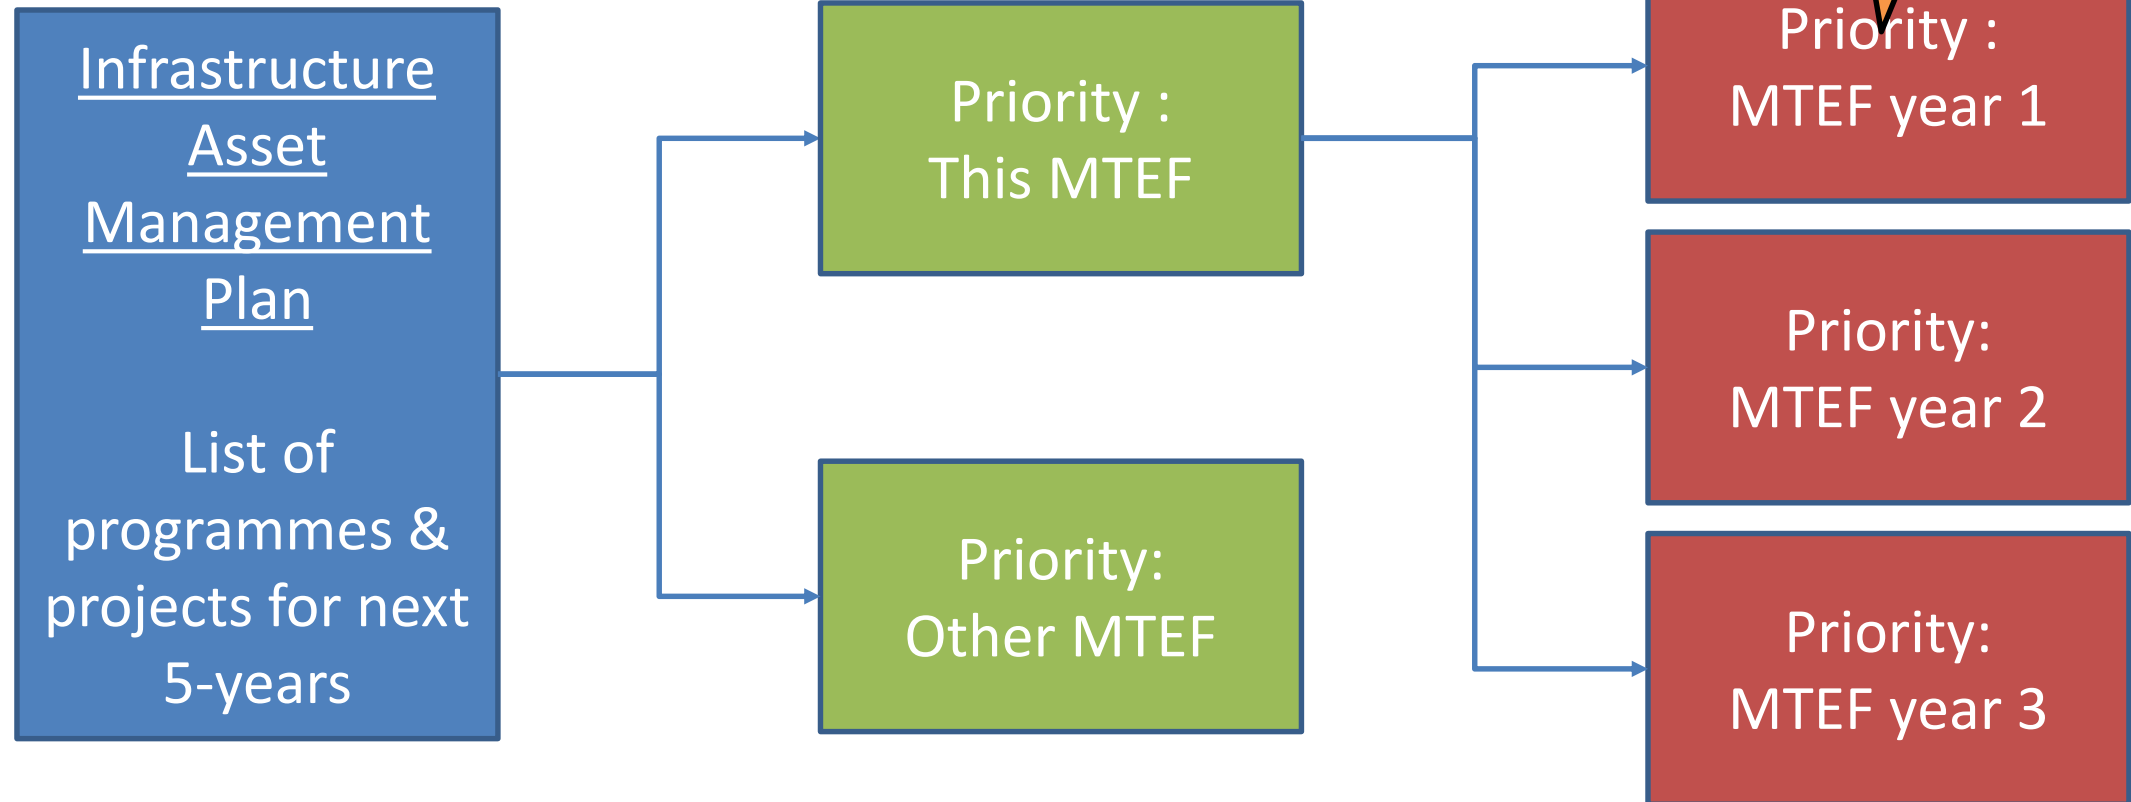 Infrastructure
Asset
Management
Plan
List of
programmes &
projects for next
5-years
Priority :
This MTEF
Priority:
Other MTEF
Priority :
MTEF year 1
Priority:
MTEF year 2
Priority:
MTEF year 3